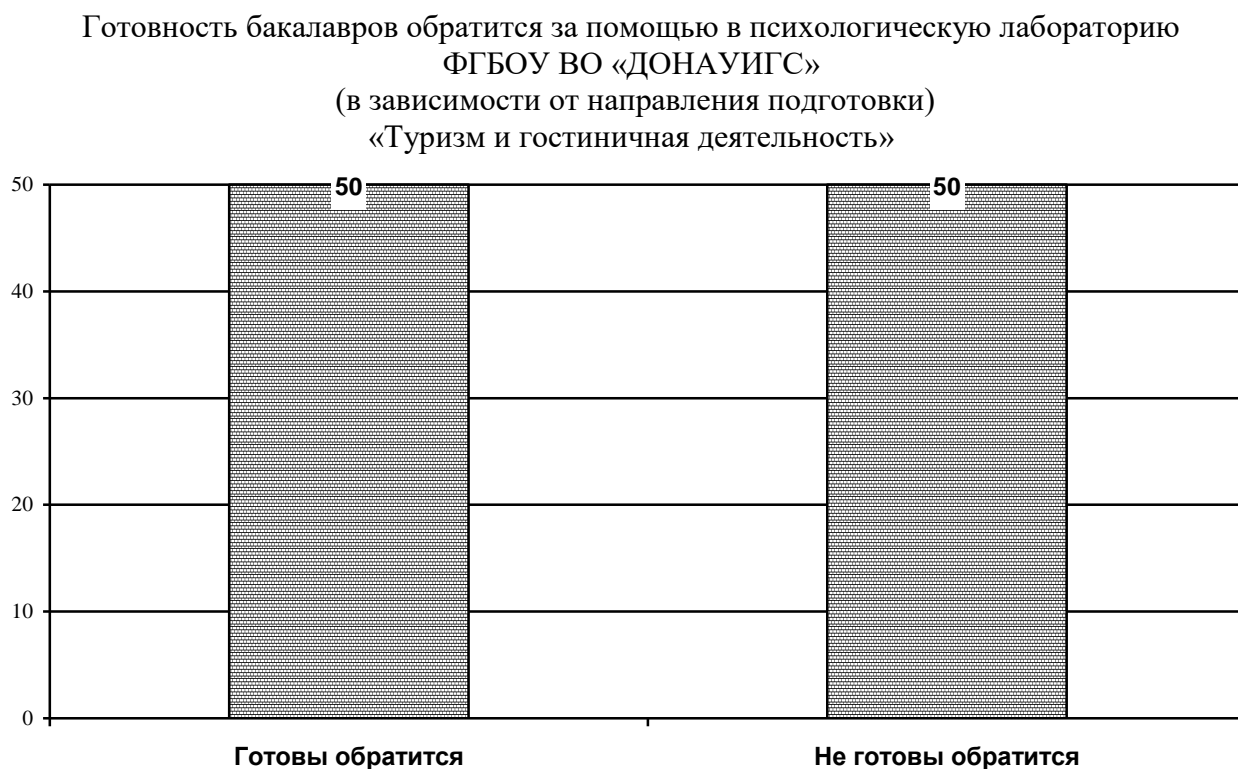 Готовность бакалавров обратится за помощью в психологическую лабораторию
ФГБОУ ВО «ДОНАУИГС»
(в зависимости от направления подготовки)
«Туризм и гостиничная деятельность»
50 50 50
40
30
20
10
0
Готовы обратится Не готовы обратится